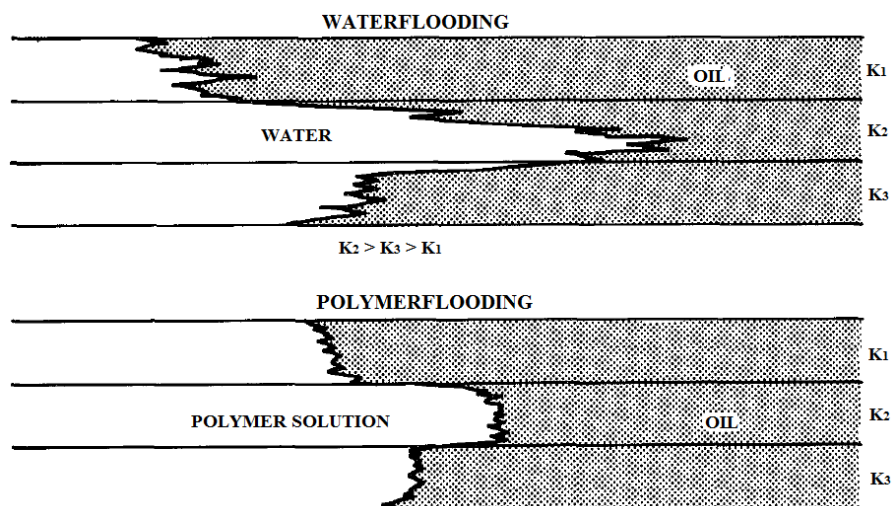 WATERFLOODING
OIL K1
WATER K2
K3
K2 > K3 > K1
POLYMERFLOODING
K1
POLYMER SOLUTION OIL K2
K3